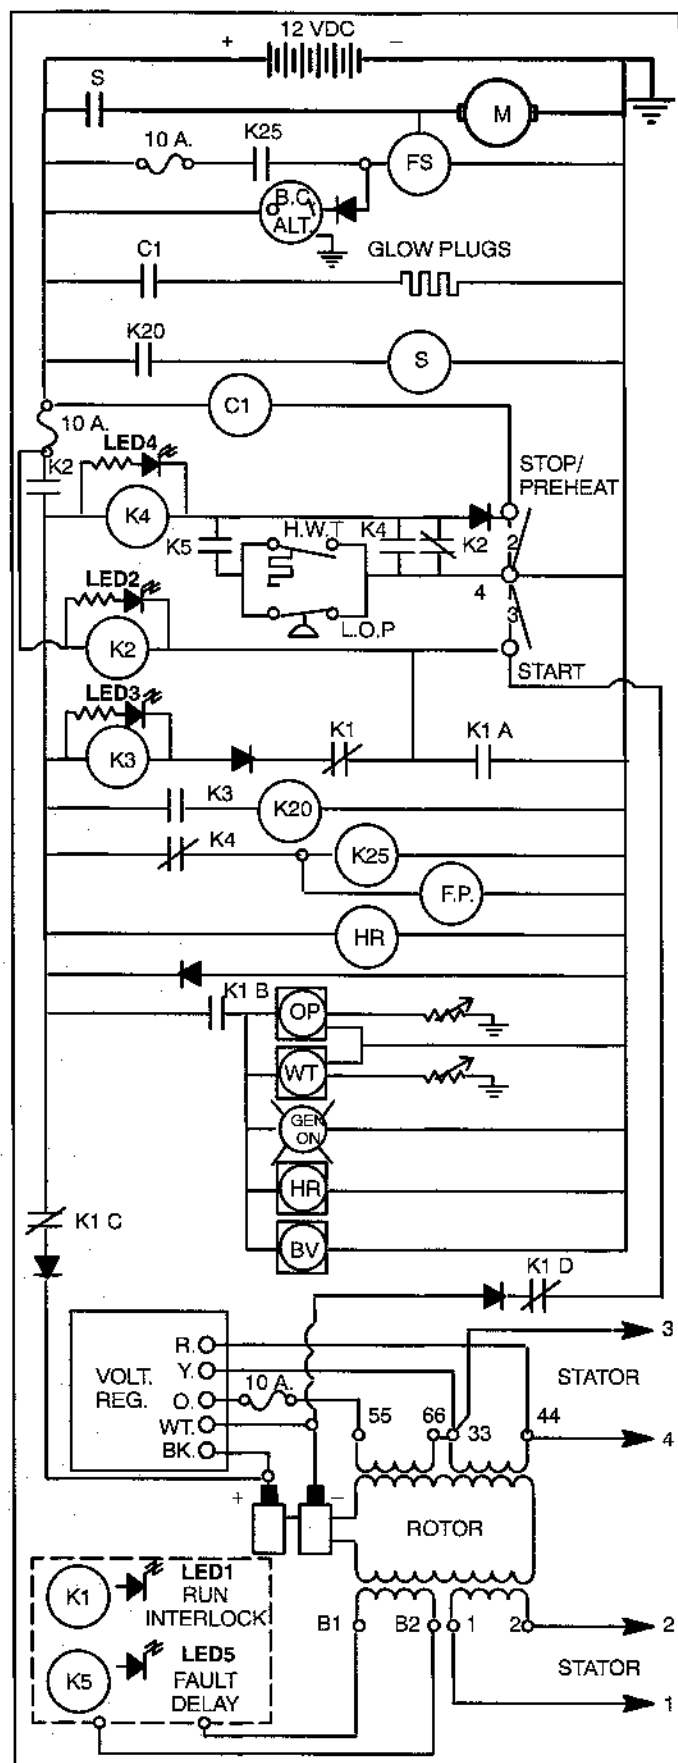 12 VDC
+ −
S
M
10 A.
K25
FS
B.C.
ALT.
C1
GLOW PLUGS
K20
S
C1
10 A.
LED4
K2
STOP/
PREHEAT
K4
H.W.T
K4
K5
K2
2
4
LED2
3
L.O.P
K2
START
LED3
K1
K1 A
K3
K3
K20
K4
K25
F.P.
HR
K1 B
OP
WT
GEN
ON
HR
K1 C
BV
K1 D
R.
3
VOLT.
REG.
Y.
STATOR
10 A.
O.
55
66
33
44
WT.
4
BK.
+ −
ROTOR
LED1
K1
RUN
INTERLOCK
B1
B2
1
2
2
LED5
K5
FAULT
DELAY
STATOR
1